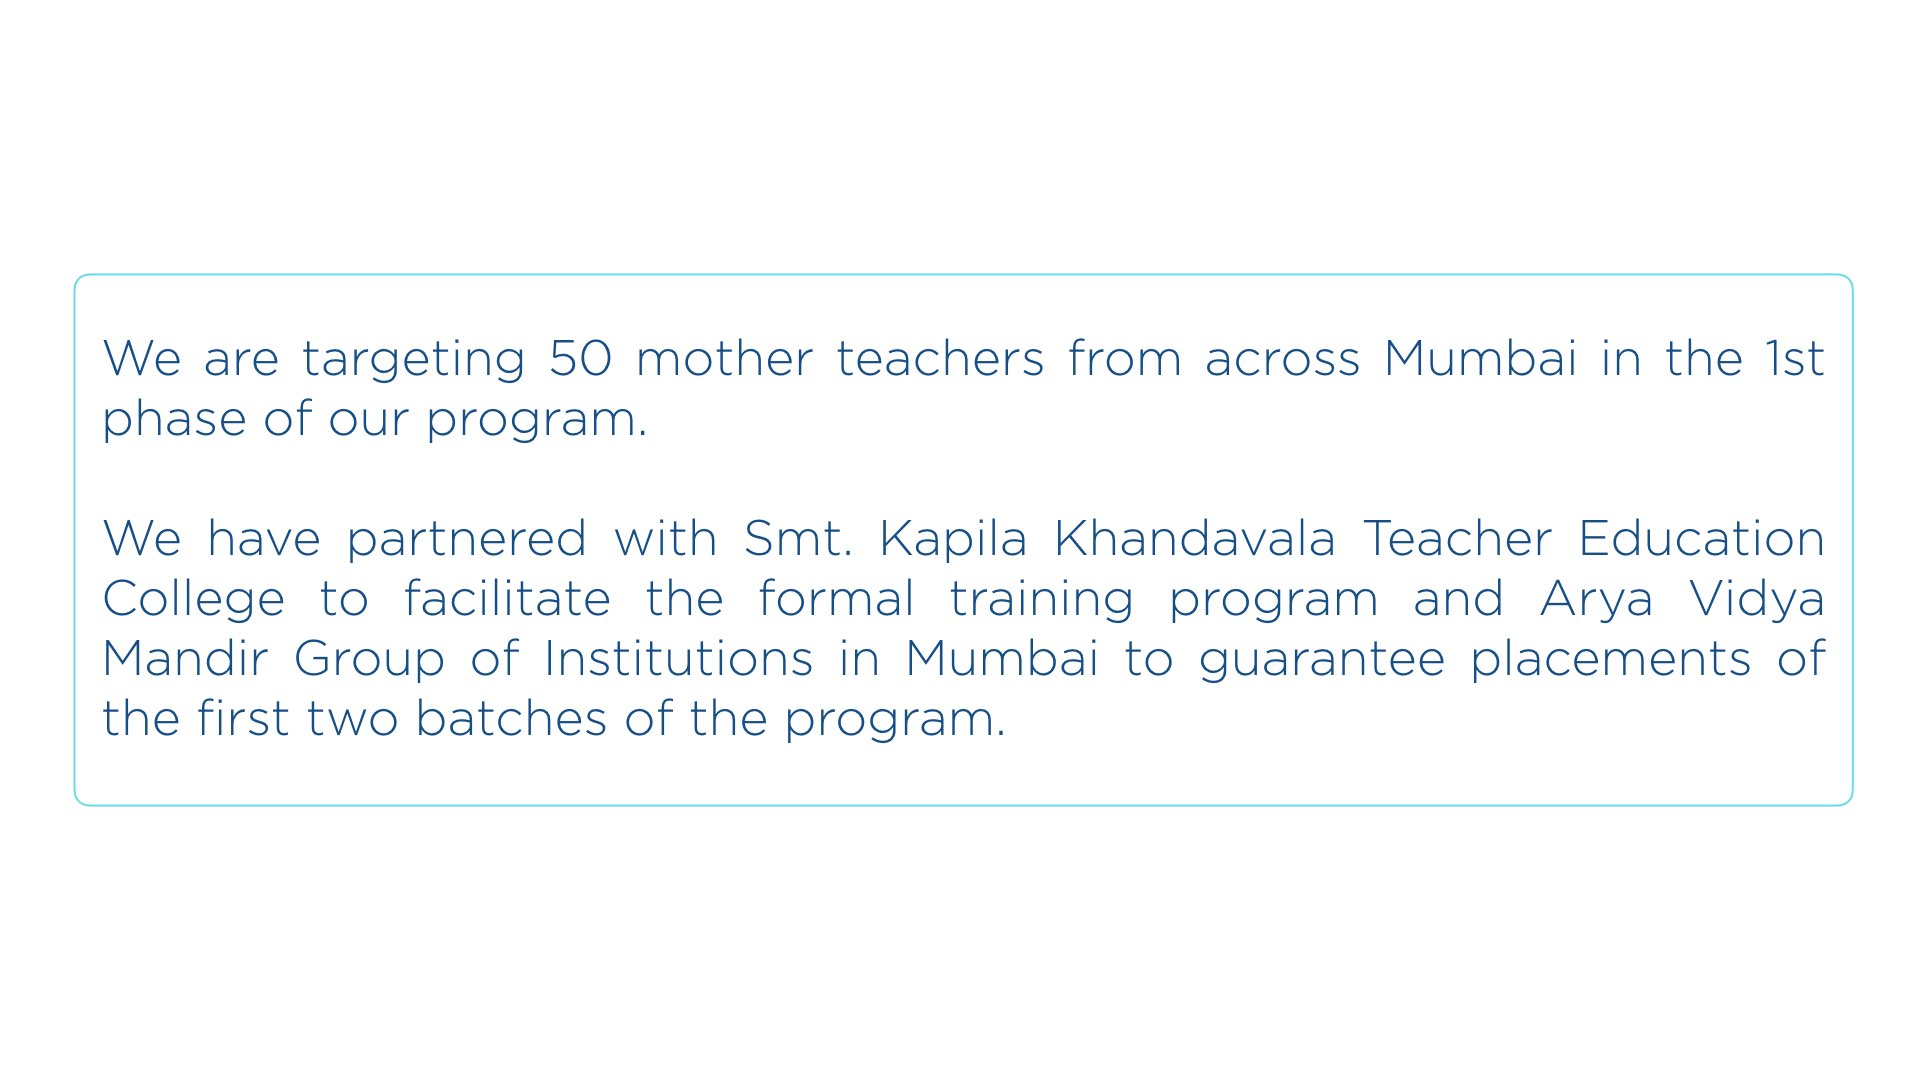 We are targeting 50 mother teachers from across Mumbai in the 1st
phase of our program.
We have partnered with Smt. Kapila Khandavala Teacher Education
College to facilitate the formal training program and Arya Vidya
Mandir Group of Institutions in Mumbai to guarantee placements of
the first two batches of the program.